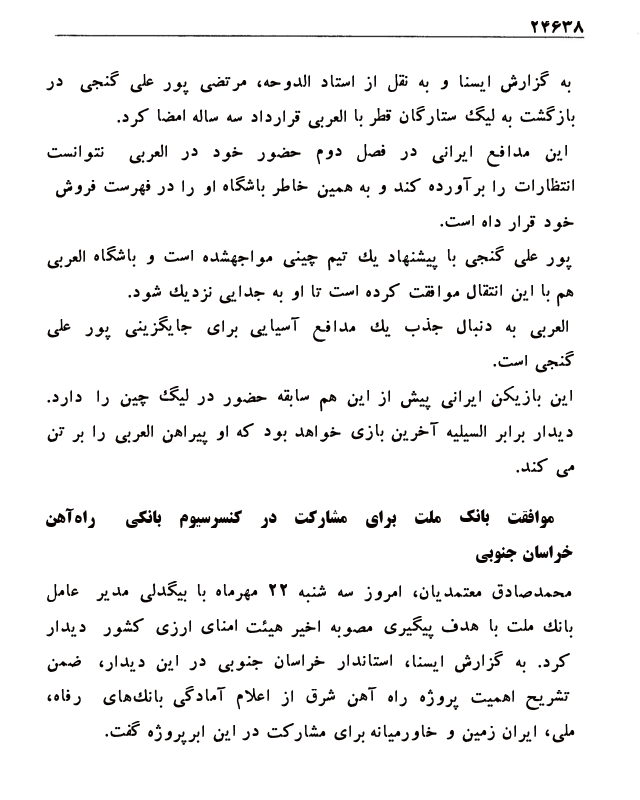 ۲۴۶۳۸
به گزارش ایسنا و به نقل از استاد الدوحه، مرتضی پور علی گنجی در
بازگشت به لیگ ستارگان قطر با العربی قرارداد سه ساله امضا کرد.
این مدافع ایرانی در فصل دوم حضور خود در العربی نتوانست
انتظارات را برآورده کند و به همین خاطر باشگاه او را در فهرست فروش
خود قرار داه است.
پور علی گنجی با پیشنهاد یك تیم چینی مواجهشده است و باشگاه العربی
هم با این انتقال موافقت کرده است تا او به جدایی نزدیك شود.
العربی به دنبال جذب یك مدافع آسیایی برای جایگزینی پور علی
گنجی است.
این بازیکن ایرانی پیش از این هم سابقه حضور در لیگ چین را دارد.
دیدار برابر السیلیه آخرین بازی خواهد بود که او پیراهن العربی را بر تن
می کند.
موافقت بانک ملت برای مشارکت در کنسرسیوم بانکی راه‌آهن
خراسان جنوبی
محمدصادق معتمدیان، امروز سه شنبه ۲۲ مهرماه با بیگدلی مدیر عامل
بانك ملت با هدف پیگیری مصوبه اخیر هیئت امنای ارزی کشور دیدار
کرد. به گزارش ایسنا، استاندار خراسان جنوبی در این دیدار، ضمن
تشریح اهمیت پروژه راه آهن شرق از اعلام آمادگی بانك‌های رفاه،
ملی، ایران زمین و خاورمیانه برای مشارکت در این ابرپروژه گفت.